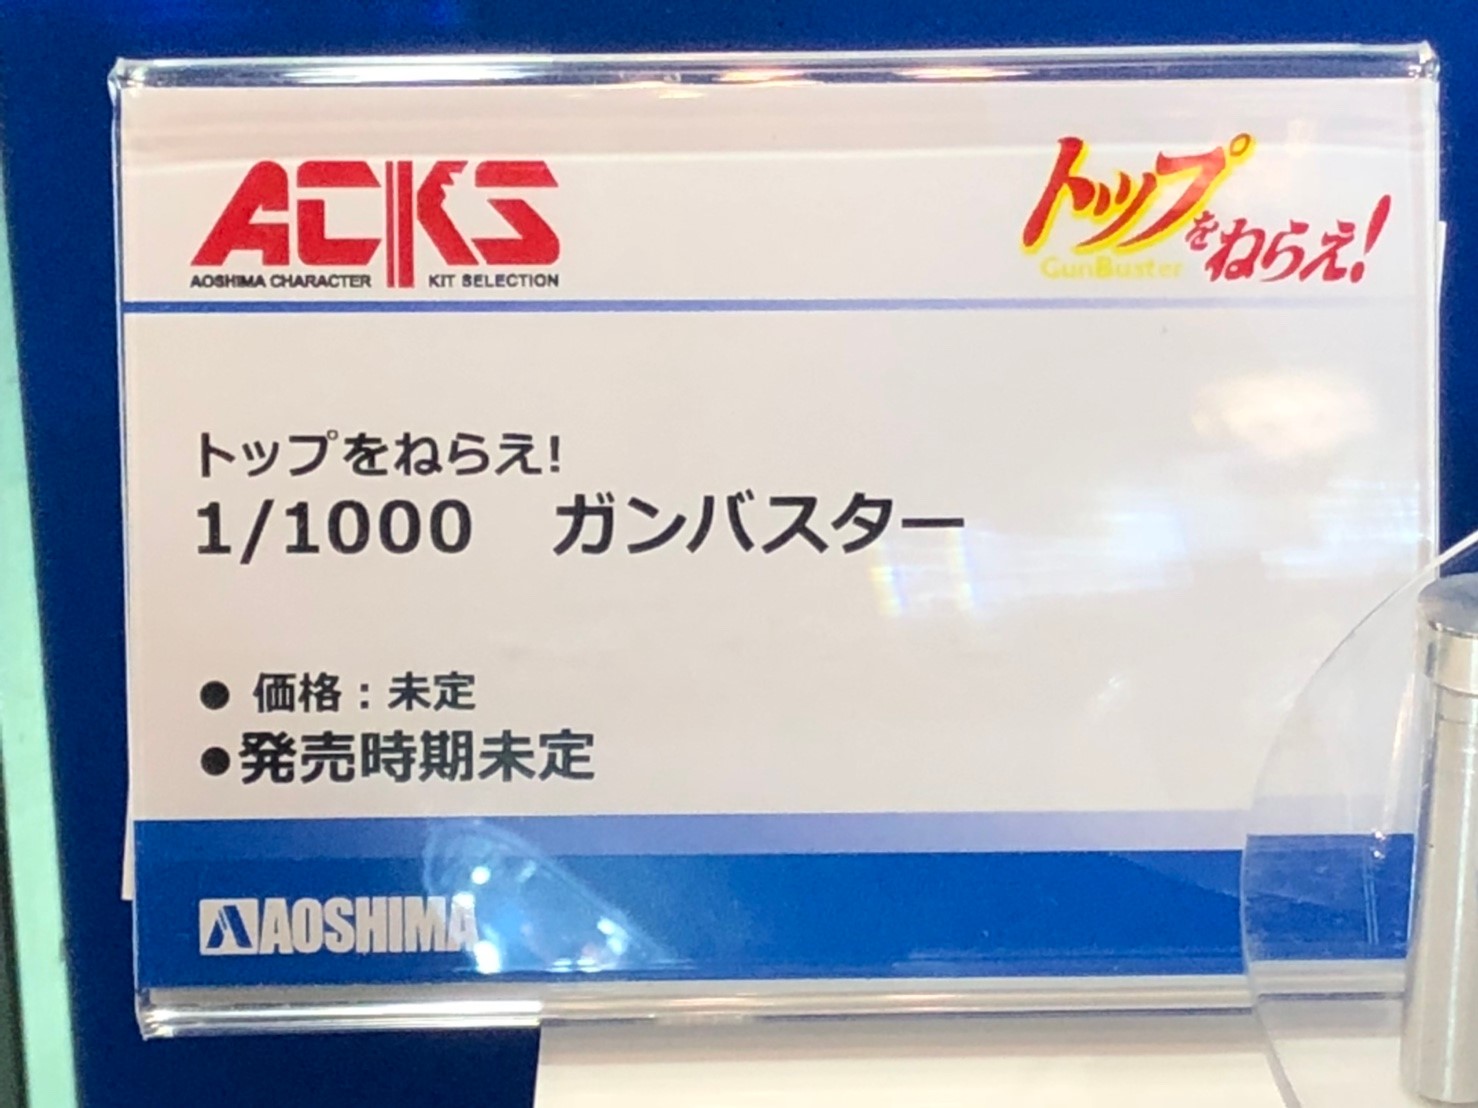 ACKS
AOSHIMA CHARACTER KIT SELECTION
トップをねらえ!
GunBuster
トップをねらえ!
1/1000　ガンバスター
● 価格：未定
●発売時期未定
AOSHIMA